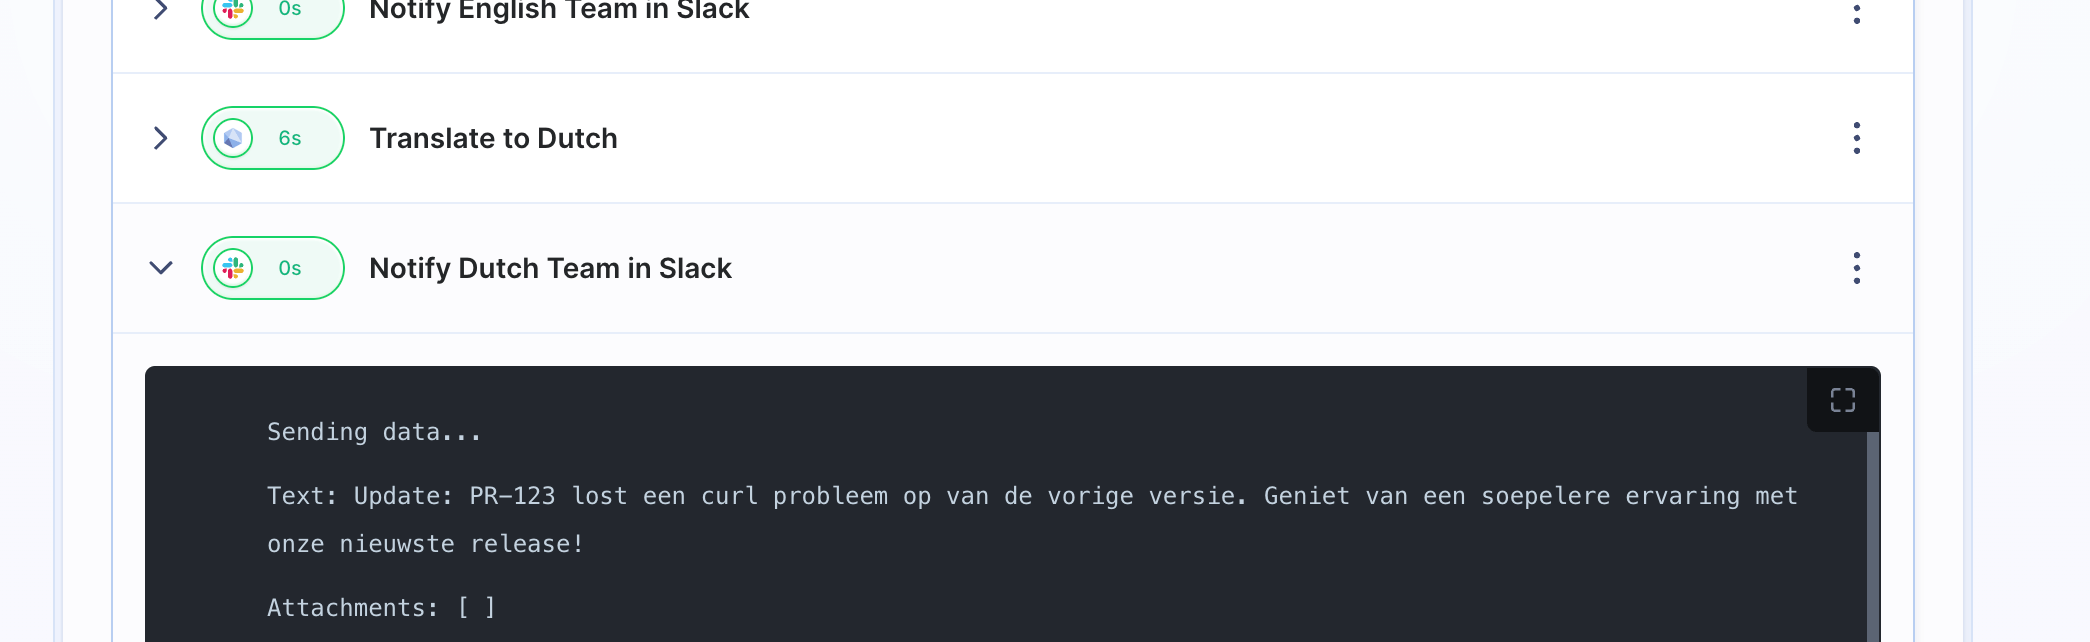 0s Notify English Team in Slack
6s Translate to Dutch
0s Notify Dutch Team in Slack
Sending data...
Text: Update: PR-123 lost een curl probleem op van de vorige versie. Geniet van een soepelere ervaring met
onze nieuwste release!
Attachments: [ ]